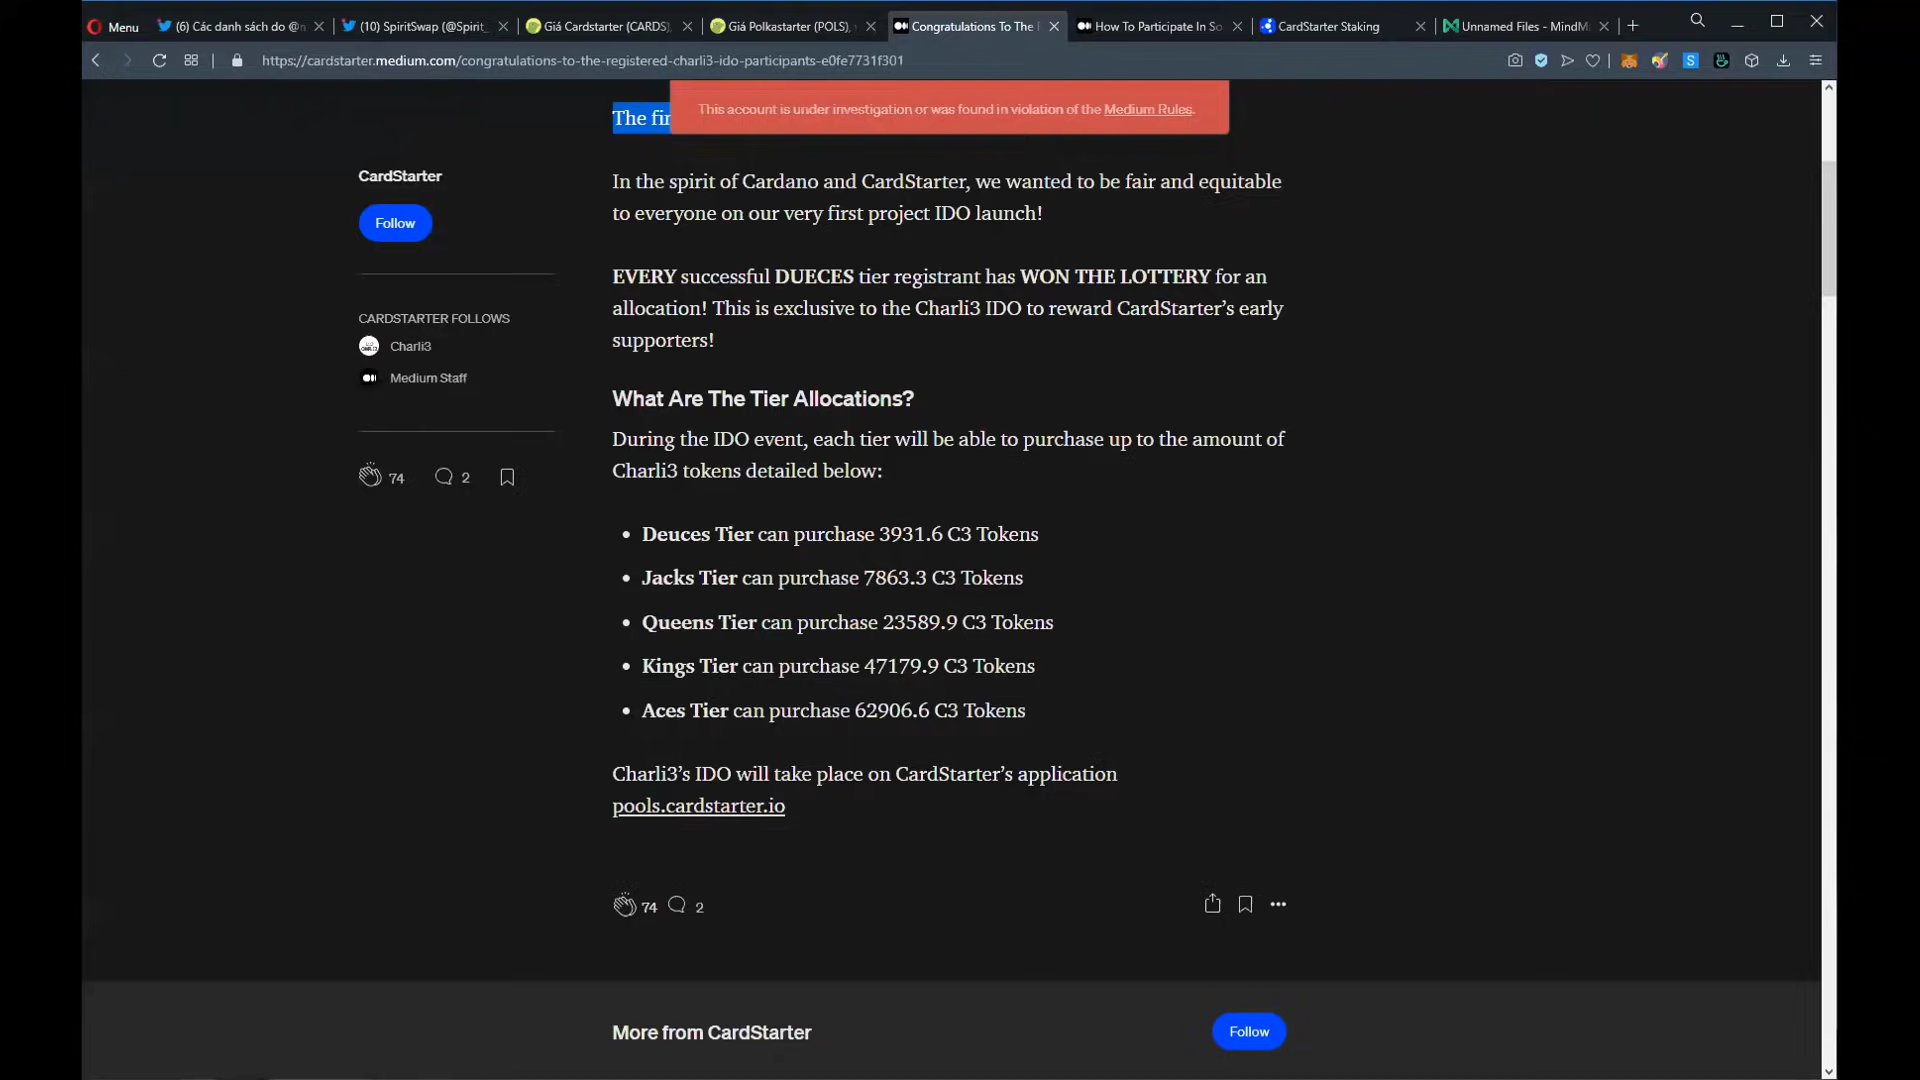 Menu
(6) Các danh sách do @n
(10) SpiritSwap (@Spirit_
Giá Cardstarter (CARDS),
Giá Polkastarter (POLS), v
Congratulations To The R
How To Participate In So
CardStarter Staking
Unnamed Files - MindM
https://cardstarter.medium.com/congratulations-to-the-registered-charli3-ido-participants-e0fe7731f301
This account is under investigation or was found in violation of the Medium Rules.
The fir
CardStarter
Follow
CARDSTARTER FOLLOWS
Charli3
Medium Staff
74 2
In the spirit of Cardano and CardStarter, we wanted to be fair and equitable
to everyone on our very first project IDO launch!
EVERY successful DUECES tier registrant has WON THE LOTTERY for an
allocation! This is exclusive to the Charli3 IDO to reward CardStarter’s early
supporters!
What Are The Tier Allocations?
During the IDO event, each tier will be able to purchase up to the amount of
Charli3 tokens detailed below:
• Deuces Tier can purchase 3931.6 C3 Tokens
• Jacks Tier can purchase 7863.3 C3 Tokens
• Queens Tier can purchase 23589.9 C3 Tokens
• Kings Tier can purchase 47179.9 C3 Tokens
• Aces Tier can purchase 62906.6 C3 Tokens
Charli3’s IDO will take place on CardStarter’s application
pools.cardstarter.io
74 2
More from CardStarter
Follow